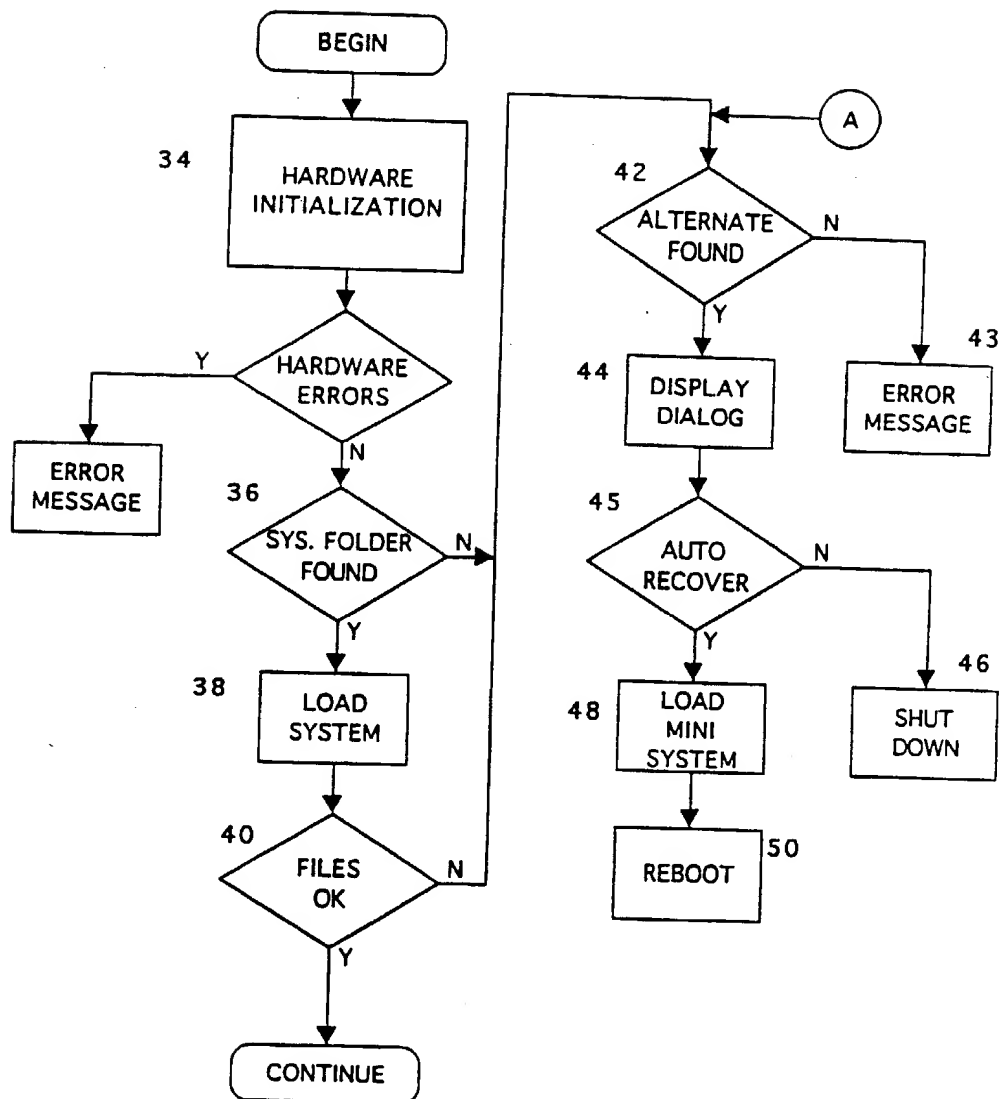 BEGIN
34
HARDWARE
INITIALIZATION
Y
HARDWARE
ERRORS
N
ERROR
MESSAGE
36
SYS. FOLDER
FOUND
N
Y
38
LOAD
SYSTEM
40
FILES
OK
N
Y
CONTINUE
A
42
ALTERNATE
FOUND
N
Y
43
ERROR
MESSAGE
44
DISPLAY
DIALOG
45
AUTO
RECOVER
N
Y
46
SHUT
DOWN
48
LOAD
MINI
SYSTEM
50
REBOOT